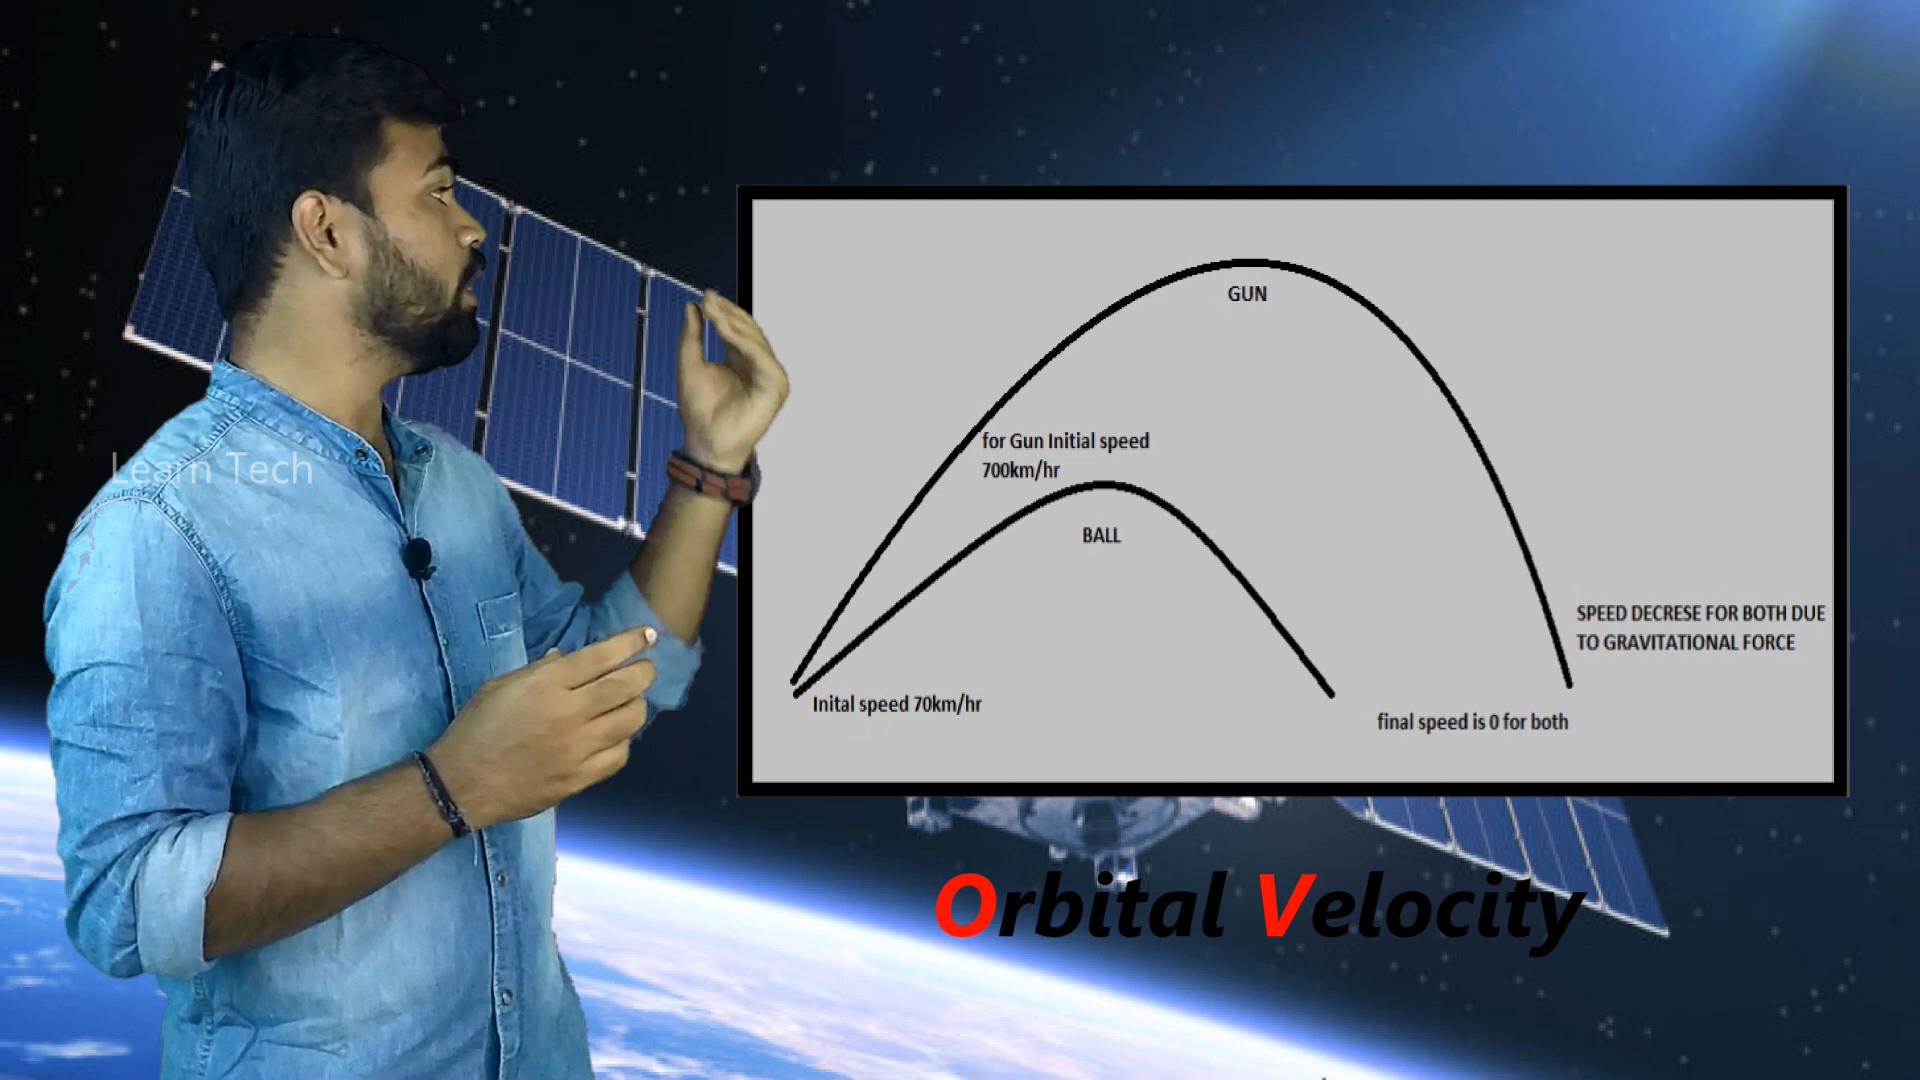 GUN
for Gun Initial speed
700km/hr
BALL
SPEED DECRESE FOR BOTH DUE
TO GRAVITATIONAL FORCE
Inital speed 70km/hr
final speed is 0 for both
Learn Tech
Orbital Velocity